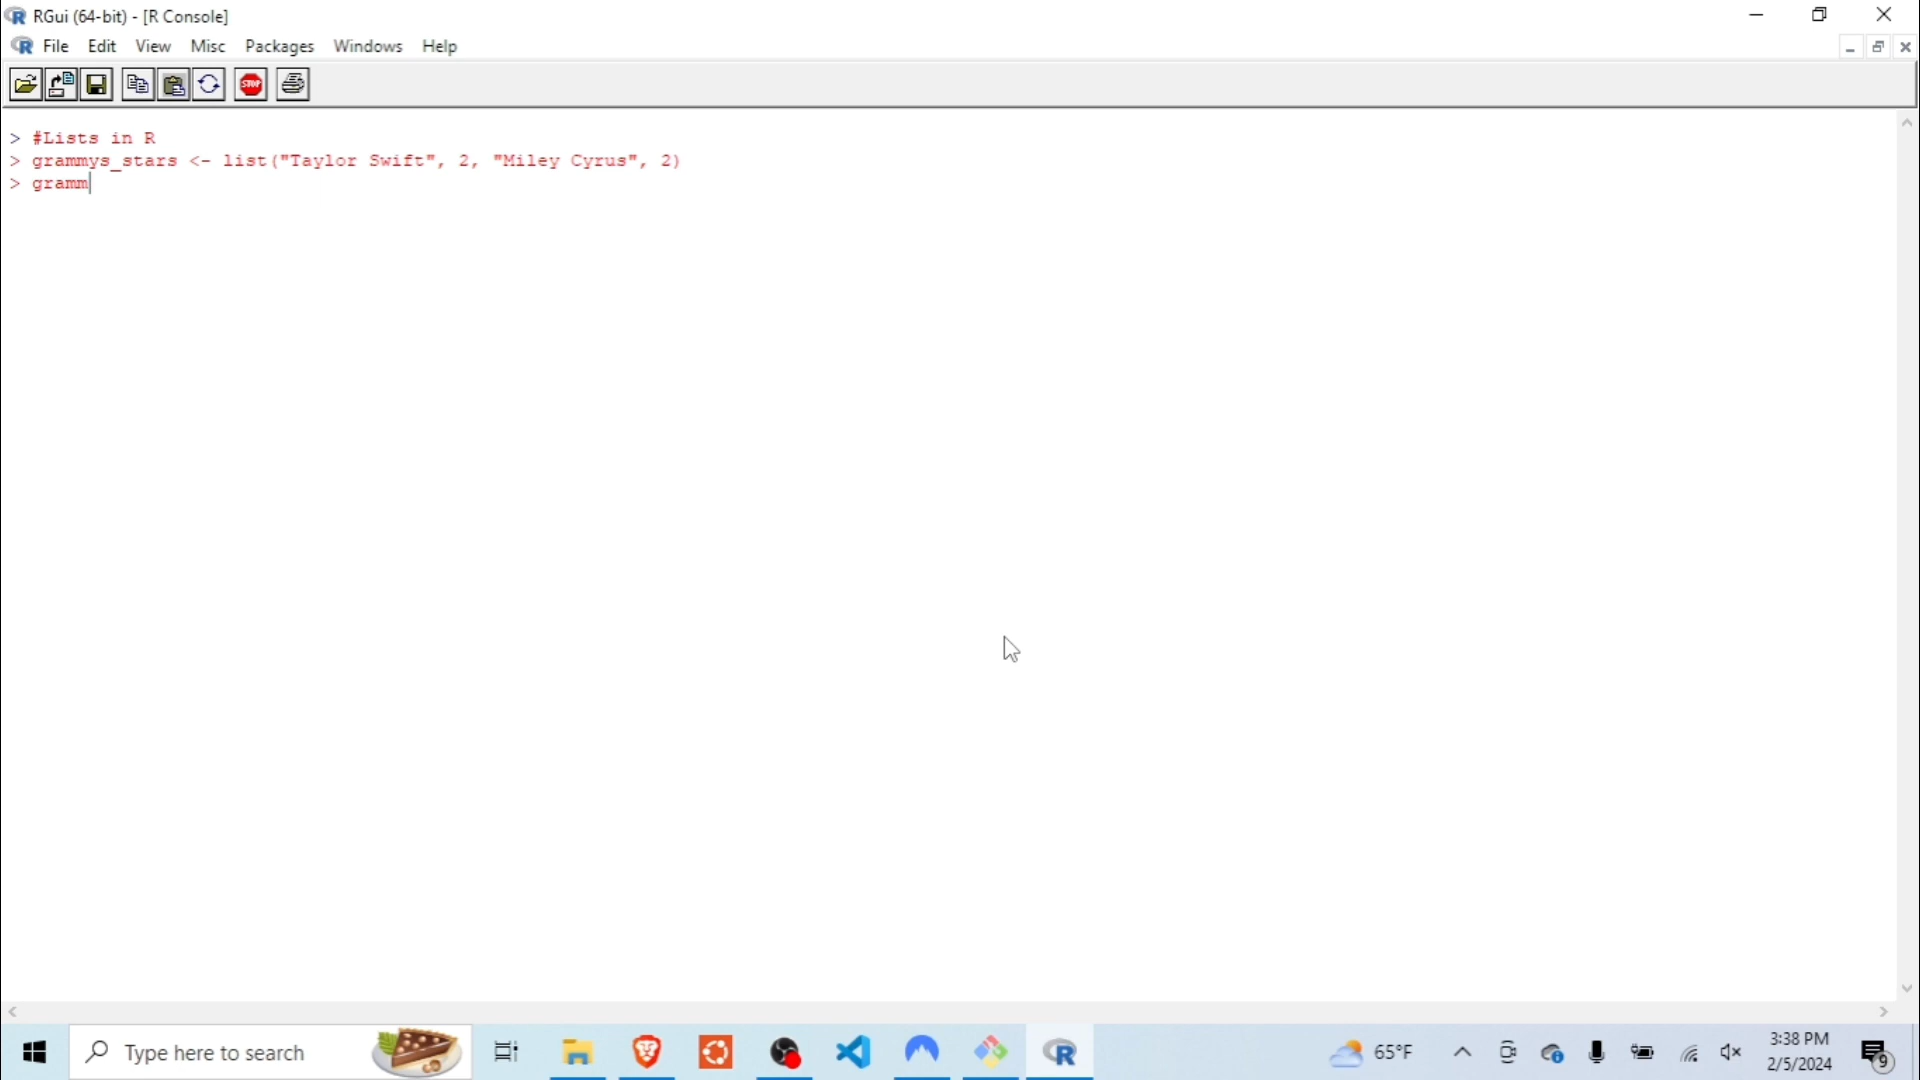 RGui (64-bit) - [R Console]
File Edit View Misc Packages Windows Help
STOP
> #Lists in R
> grammys_stars <- list("Taylor Swift", 2, "Miley Cyrus", 2)
> gramm
Type here to search
65°F
3:38 PM
2/5/2024
9